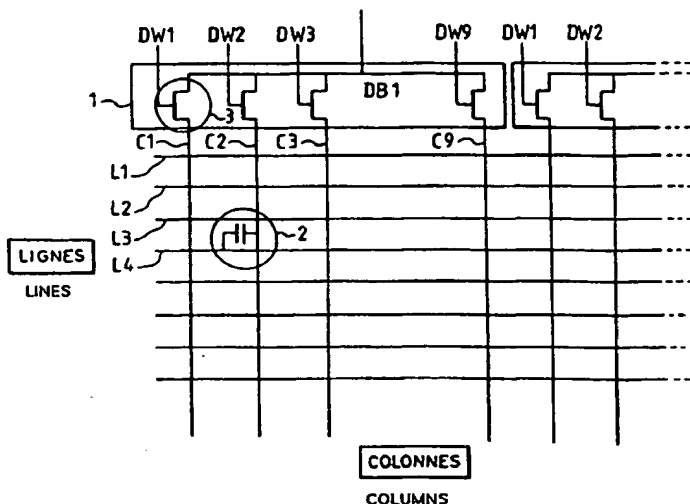 DW1 DW2 DW3 DW9 DW1 DW2
1 DB1
3
C1 C2 C3 C9
L1
L2
L3 2
LIGNES L4
LINES
COLONNES
COLUMNS